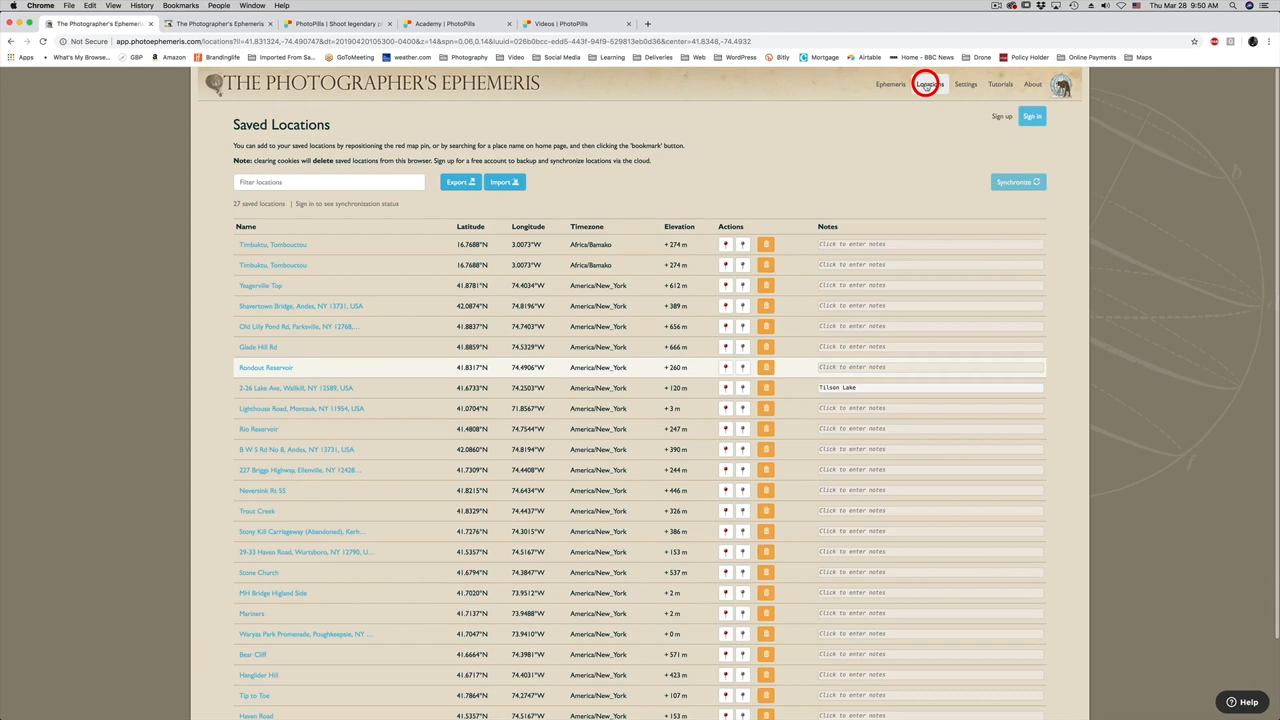 Chrome File Edit View History Bookmarks People Window Help Thu Mar 28 9:50 AM
The Photographer's Ephemeris The Photographer's Ephemeris PhotoPills | Shoot legendary p Academy | PhotoPills Videos | PhotoPills
Not Secure app.photoephemeris.com/locations?ll=41.831324,-74.490747&dt=20190420105300-0400&z=14&spn=0.06,0.14&luuid=026b0bcc-edd5-443f-94f9-529813eb0d36&center=41.8348,-74.4932
Apps What's My Browse... GBP Amazon Brandinglife Imported From Sa... GoToMeeting weather.com Photography Video Social Media Learning Deliveries Web WordPress Bitly Mortgage Airtable Home - BBC News Drone Policy Holder Online Payments Maps
THE PHOTOGRAPHER'S EPHEMERIS Ephemeris Locations Settings Tutorials About
Sign up Sign in
Saved Locations
You can add to your saved locations by repositioning the red map pin, or by searching for a place name on home page, and then clicking the 'bookmark' button.
Note: clearing cookies will delete saved locations from this browser. Sign up for a free account to backup and synchronize locations via the cloud.
Filter locations Export Import Synchronize
27 saved locations | Sign in to see synchronization status
Name Latitude Longitude Timezone Elevation Actions Notes
Timbuktu, Tombouctou 16.7688°N 3.0073°W Africa/Bamako + 274 m Click to enter notes
Timbuktu, Tombouctou 16.7688°N 3.0073°W Africa/Bamako + 274 m Click to enter notes
Yeagerville Top 41.8781°N 74.4034°W America/New_York + 612 m Click to enter notes
Shavertown Bridge, Andes, NY 13731, USA 42.0874°N 74.8196°W America/New_York + 389 m Click to enter notes
Old Lilly Pond Rd, Parksville, NY 12768,... 41.8837°N 74.7403°W America/New_York + 656 m Click to enter notes
Glade Hill Rd 41.8859°N 74.5329°W America/New_York + 666 m Click to enter notes
Rondout Reservoir 41.8317°N 74.4906°W America/New_York + 260 m Click to enter notes
2-26 Lake Ave, Wallkill, NY 12589, USA 41.6733°N 74.2503°W America/New_York + 120 m Tilson Lake
Lighthouse Road, Montauk, NY 11954, USA 41.0704°N 71.8567°W America/New_York + 3 m Click to enter notes
Rio Reservoir 41.4808°N 74.7544°W America/New_York + 247 m Click to enter notes
B W S Rd No 8, Andes, NY 13731, USA 42.0860°N 74.8194°W America/New_York + 390 m Click to enter notes
227 Briggs Highway, Ellenville, NY 12428... 41.7309°N 74.4408°W America/New_York + 244 m Click to enter notes
Neversink Rt 55 41.8215°N 74.6434°W America/New_York + 446 m Click to enter notes
Trout Creek 41.8329°N 74.4437°W America/New_York + 326 m Click to enter notes
Stony Kill Carriageway (Abandoned), Kerh... 41.7276°N 74.3015°W America/New_York + 386 m Click to enter notes
29-33 Haven Road, Wurtsboro, NY 12790, U... 41.5357°N 74.5167°W America/New_York + 153 m Click to enter notes
Stone Church 41.6794°N 74.3847°W America/New_York + 537 m Click to enter notes
MH Bridge Higland Side 41.7020°N 73.9512°W America/New_York + 2 m Click to enter notes
Mariners 41.7137°N 73.9488°W America/New_York + 2 m Click to enter notes
Waryas Park Promenade, Poughkeepsie, NY ... 41.7047°N 73.9410°W America/New_York + 0 m Click to enter notes
Bear Cliff 41.6664°N 74.3981°W America/New_York + 571 m Click to enter notes
Hanglider Hill 41.6717°N 74.4031°W America/New_York + 423 m Click to enter notes
Tip to Toe 41.7864°N 74.2747°W America/New_York + 107 m Click to enter notes
Haven Road 41.5357°N 74.5167°W America/New_York + 153 m Click to enter notes
Help